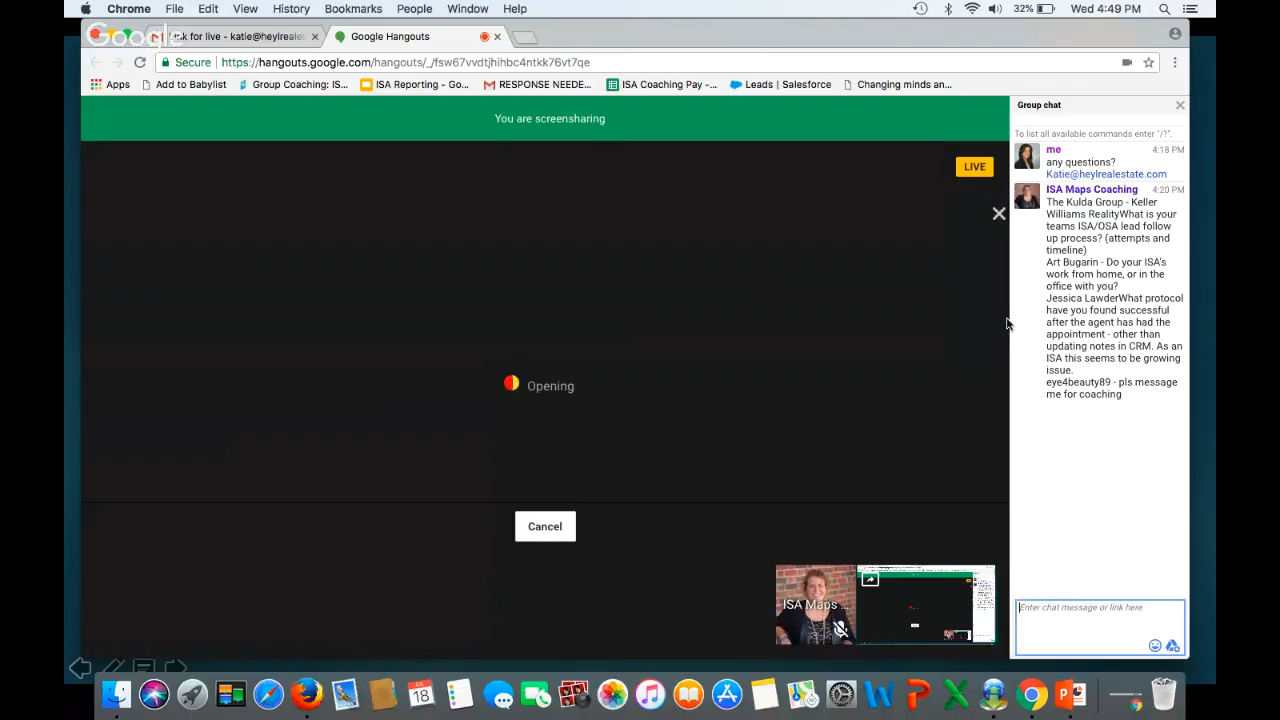 Chrome File Edit View History Bookmarks People Window Help 32% Wed 4:49 PM
Google
k for live - katie@heylreales
Google Hangouts
Secure https://hangouts.google.com/hangouts/_/fsw67vvdtjhihbc4ntkk76vt7qe
Apps Add to Babylist Group Coaching: IS... ISA Reporting - Go... RESPONSE NEEDE... ISA Coaching Pay -... Leads | Salesforce Changing minds an...
You are screensharing
LIVE
Opening
Cancel
ISA Maps ...
Group chat
To list all available commands enter "/?".
me 4:18 PM
any questions?
Katie@heylrealestate.com
ISA Maps Coaching 4:20 PM
The Kulda Group - Keller
Williams RealityWhat is your
teams ISA/OSA lead follow
up process? (attempts and
timeline)
Art Bugarin - Do your ISA's
work from home, or in the
office with you?
Jessica LawderWhat protocol
have you found successful
after the agent has had the
appointment - other than
updating notes in CRM. As an
ISA this seems to be growing
issue.
eye4beauty89 - pls message
me for coaching
Enter chat message or link here
18